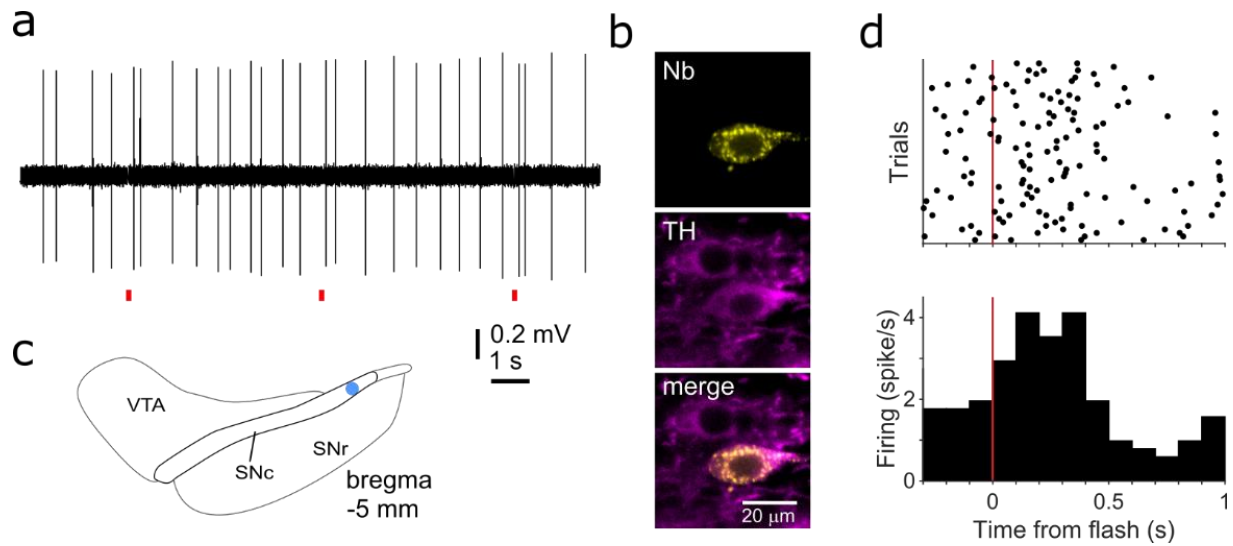 a
0.2 mV
1 s
b
Nb
TH
merge
20 μm
c
VTA
SNc
SNr
bregma
-5 mm
d
Trials
Firing (spike/s)
4
2
0
0
0.5
1
Time from flash (s)